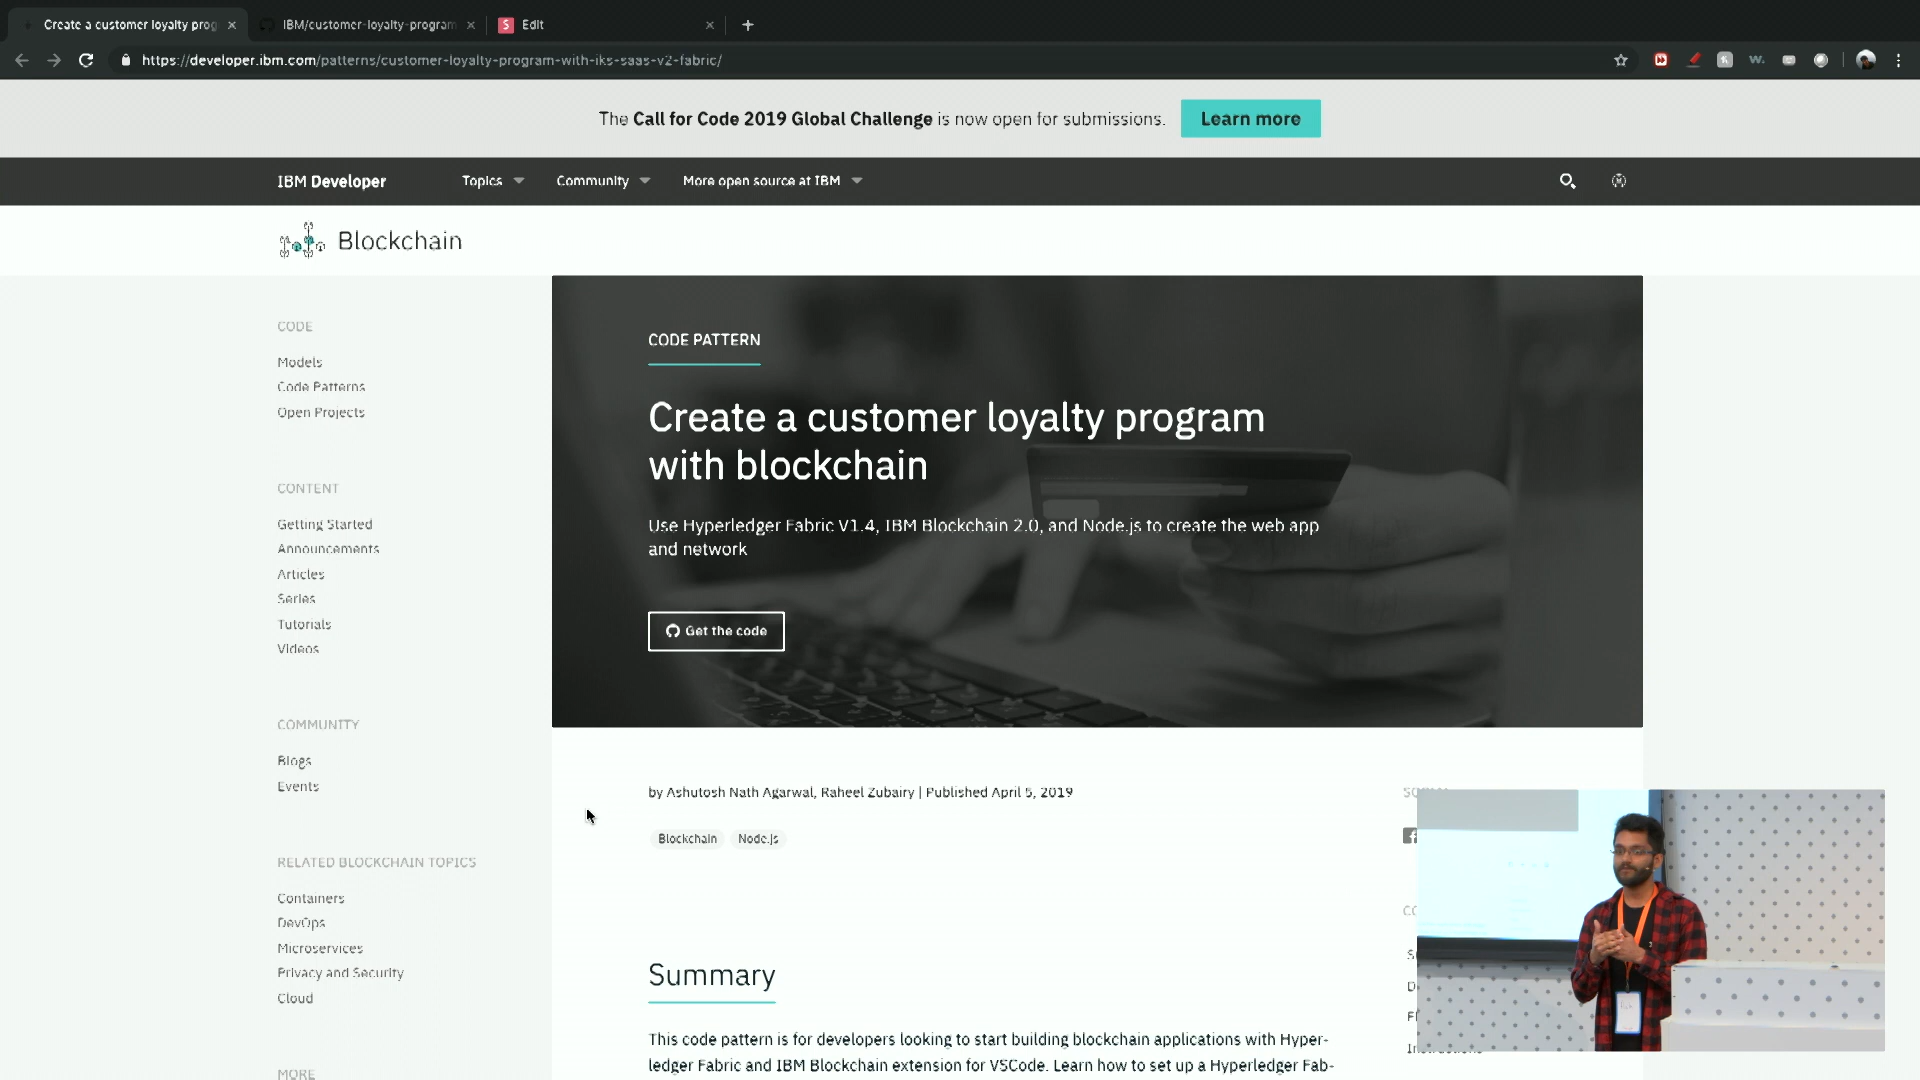 Create a customer loyalty prog
IBM/customer-loyalty-program
S Edit
https://developer.ibm.com/patterns/customer-loyalty-program-with-iks-saas-v2-fabric/
The Call for Code 2019 Global Challenge is now open for submissions. Learn more
IBM Developer Topics Community More open source at IBM
Blockchain
CODE
Models
Code Patterns
Open Projects
CONTENT
Getting Started
Announcements
Articles
Series
Tutorials
Videos
COMMUNITY
Blogs
Events
RELATED BLOCKCHAIN TOPICS
Containers
DevOps
Microservices
Privacy and Security
Cloud
MORE
CODE PATTERN
Create a customer loyalty program
with blockchain
Use Hyperledger Fabric V1.4, IBM Blockchain 2.0, and Node.js to create the web app
and network
Get the code
by Ashutosh Nath Agarwal, Raheel Zubairy | Published April 5, 2019
Blockchain Node.js
Summary
This code pattern is for developers looking to start building blockchain applications with Hyper-
ledger Fabric and IBM Blockchain extension for VSCode. Learn how to set up a Hyperledger Fab-